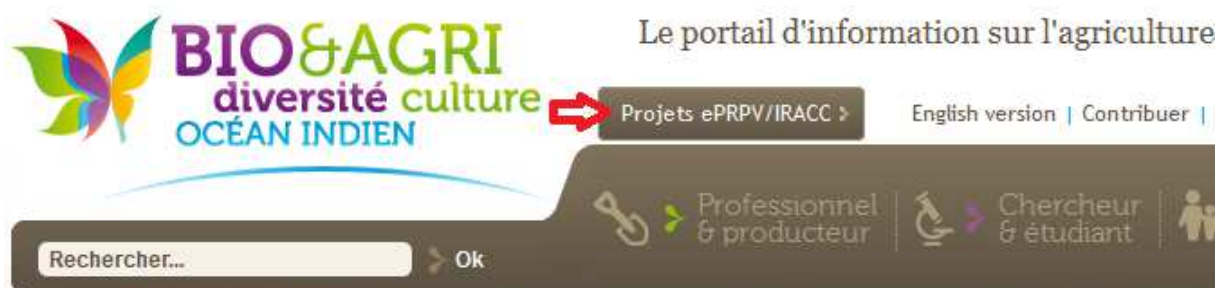 Le portail d'information sur l'agriculture
BIO&AGRI
diversité culture
OCÉAN INDIEN
Projets ePRPV/IRACC
English version | Contribuer |
Professionnel
& producteur
Chercheur
& étudiant
Rechercher...
Ok